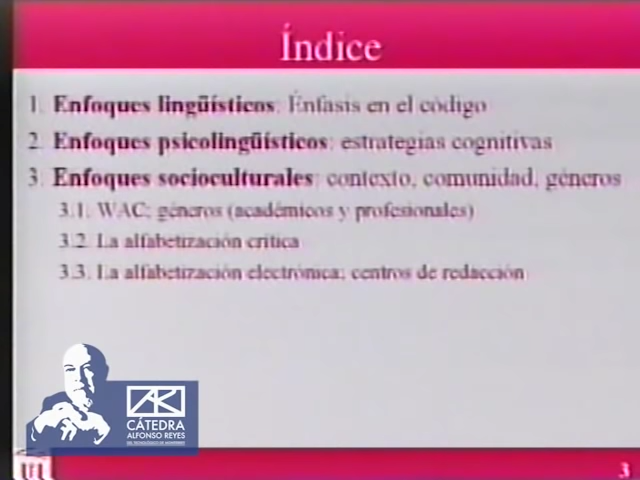 Índice
1. Enfoques lingüísticos: Énfasis en el código
2. Enfoques psicolingüísticos: estrategias cognitivas
3. Enfoques socioculturales: contexto, comunidad, géneros
3.1. WAC; géneros (académicos y profesionales)
3.2. La alfabetización crítica
3.3. La alfabetización electrónica; centros de redacción
CÁTEDRA
ALFONSO REYES
3